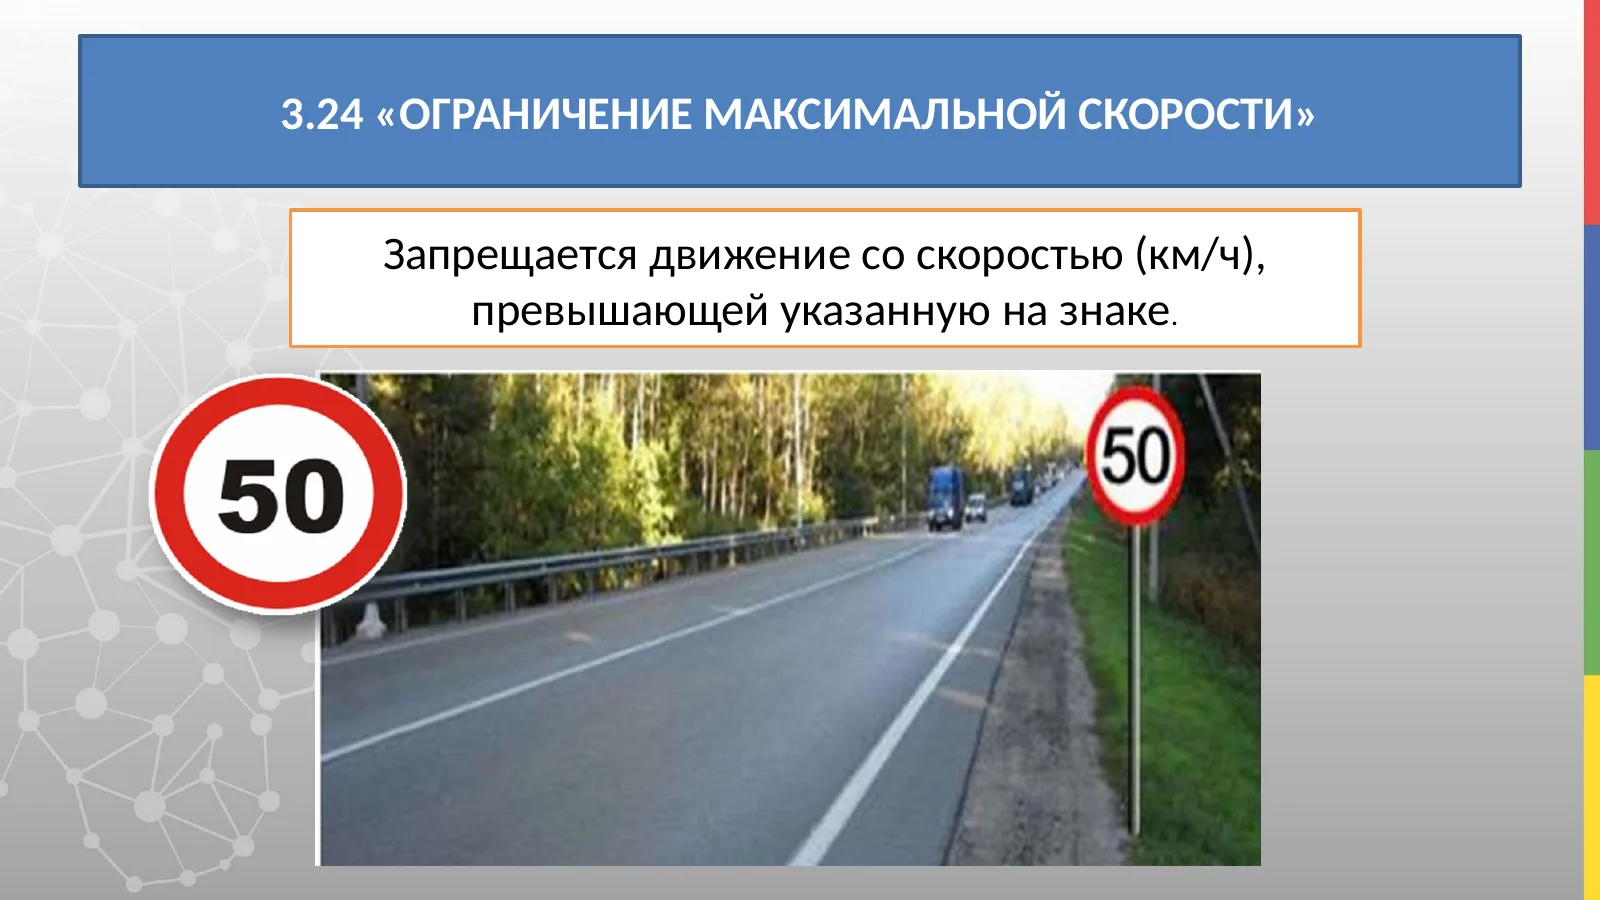 3.24 «ОГРАНИЧЕНИЕ МАКСИМАЛЬНОЙ СКОРОСТИ»
Запрещается движение со скоростью (км/ч),
превышающей указанную на знаке.
50
50